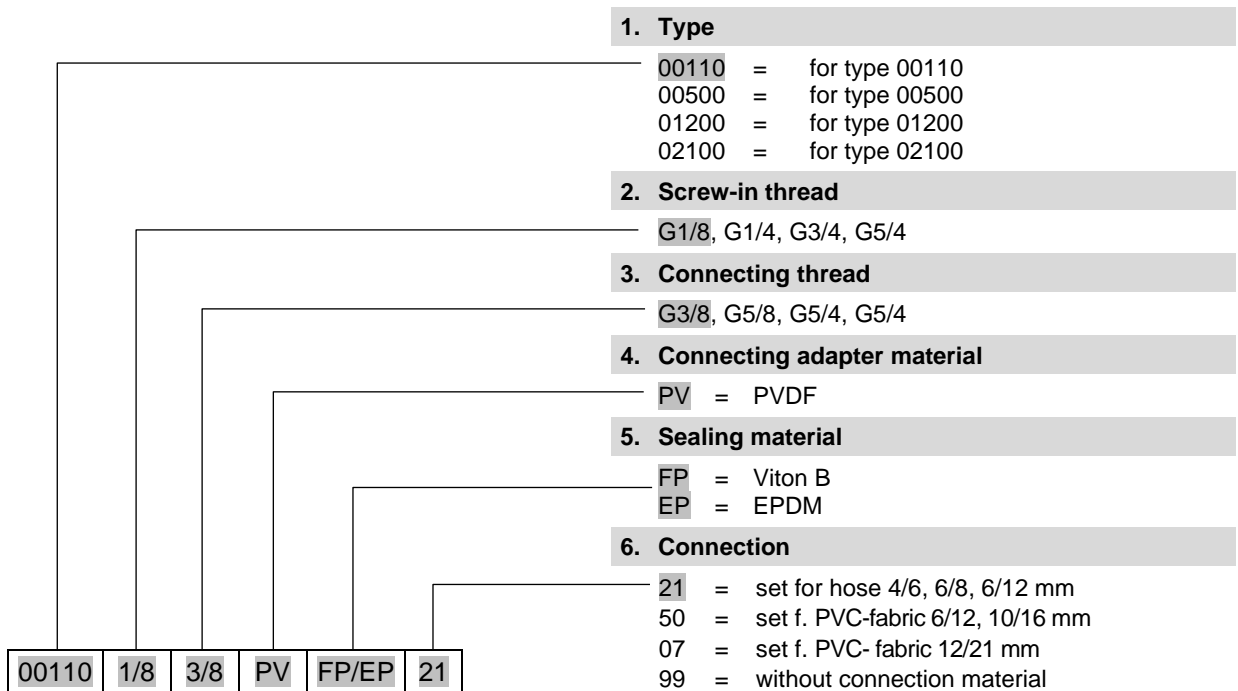 1. Type
00110 = for type 00110
00500 = for type 00500
01200 = for type 01200
02100 = for type 02100
2. Screw-in thread
G1/8, G1/4, G3/4, G5/4
3. Connecting thread
G3/8, G5/8, G5/4, G5/4
4. Connecting adapter material
PV = PVDF
5. Sealing material
FP = Viton B
EP = EPDM
6. Connection
21 = set for hose 4/6, 6/8, 6/12 mm
50 = set f. PVC-fabric 6/12, 10/16 mm
07 = set f. PVC- fabric 12/21 mm
99 = without connection material
00110 1/8 3/8 PV FP/EP 21